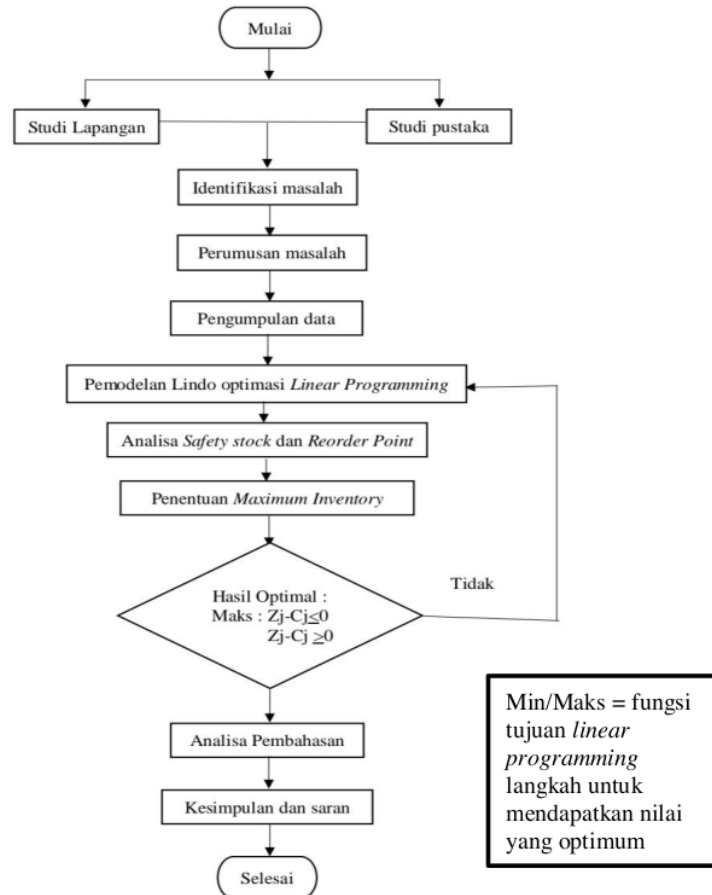 Mulai
Studi Lapangan
Studi pustaka
Identifikasi masalah
Perumusan masalah
Pengumpulan data
Pemodelan Lindo optimasi Linear Programming
Analisa Safety stock dan Reorder Point
Penentuan Maximum Inventory
Hasil Optimal :
Maks : Zj-Cj≤0
Zj-Cj ≥0
Tidak
Analisa Pembahasan
Kesimpulan dan saran
Selesai
Min/Maks = fungsi
tujuan linear
programming
langkah untuk
mendapatkan nilai
yang optimum